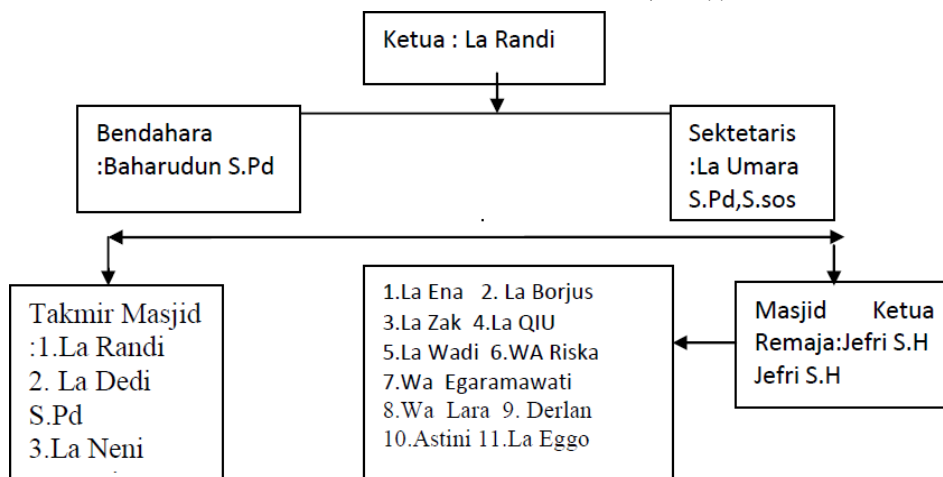 Ketua : La Randi
Bendahara
:Baharudun S.Pd
Sektetaris
:La Umara
S.Pd,S.sos
Takmir Masjid
:1.La Randi
2. La Dedi
S.Pd
3.La Neni
1.La Ena 2. La Borjus
3.La Zak 4.La QIU
5.La Wadi 6.WA Riska
7.Wa Egaramawati
8.Wa Lara 9. Derlan
10.Astini 11.La Eggo
Masjid Ketua
Remaja:Jefri S.H
Jefri S.H